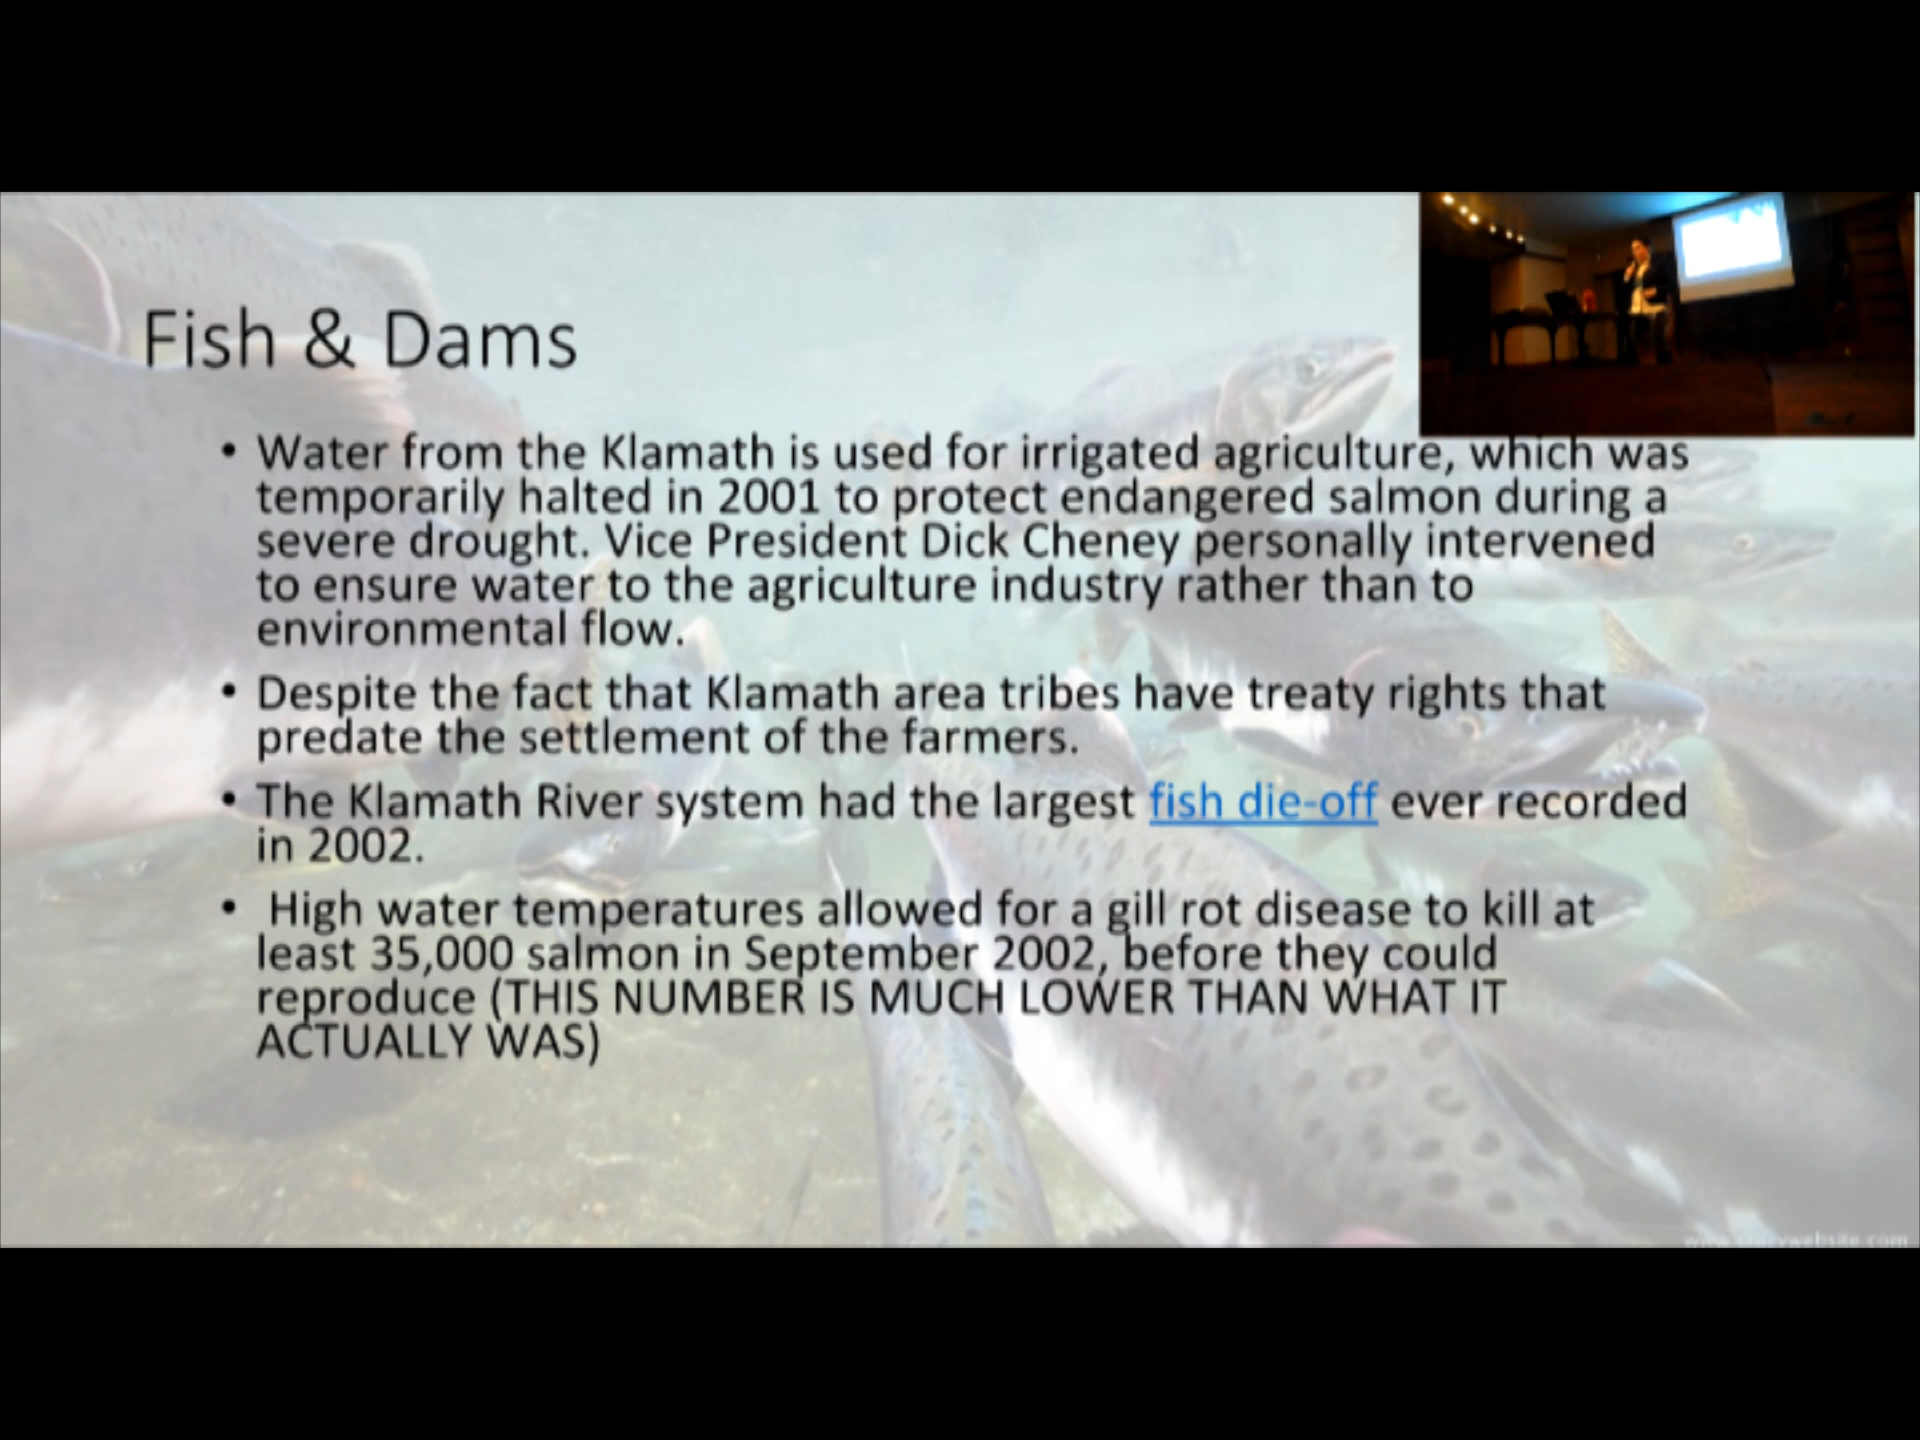 Fish & Dams
• Water from the Klamath is used for irrigated agriculture, which was
temporarily halted in 2001 to protect endangered salmon during a
severe drought. Vice President Dick Cheney personally intervened
to ensure water to the agriculture industry rather than to
environmental flow.
• Despite the fact that Klamath area tribes have treaty rights that
predate the settlement of the farmers.
• The Klamath River system had the largest fish die-off ever recorded
in 2002.
• High water temperatures allowed for a gill rot disease to kill at
least 35,000 salmon in September 2002, before they could
reproduce (THIS NUMBER IS MUCH LOWER THAN WHAT IT
ACTUALLY WAS)